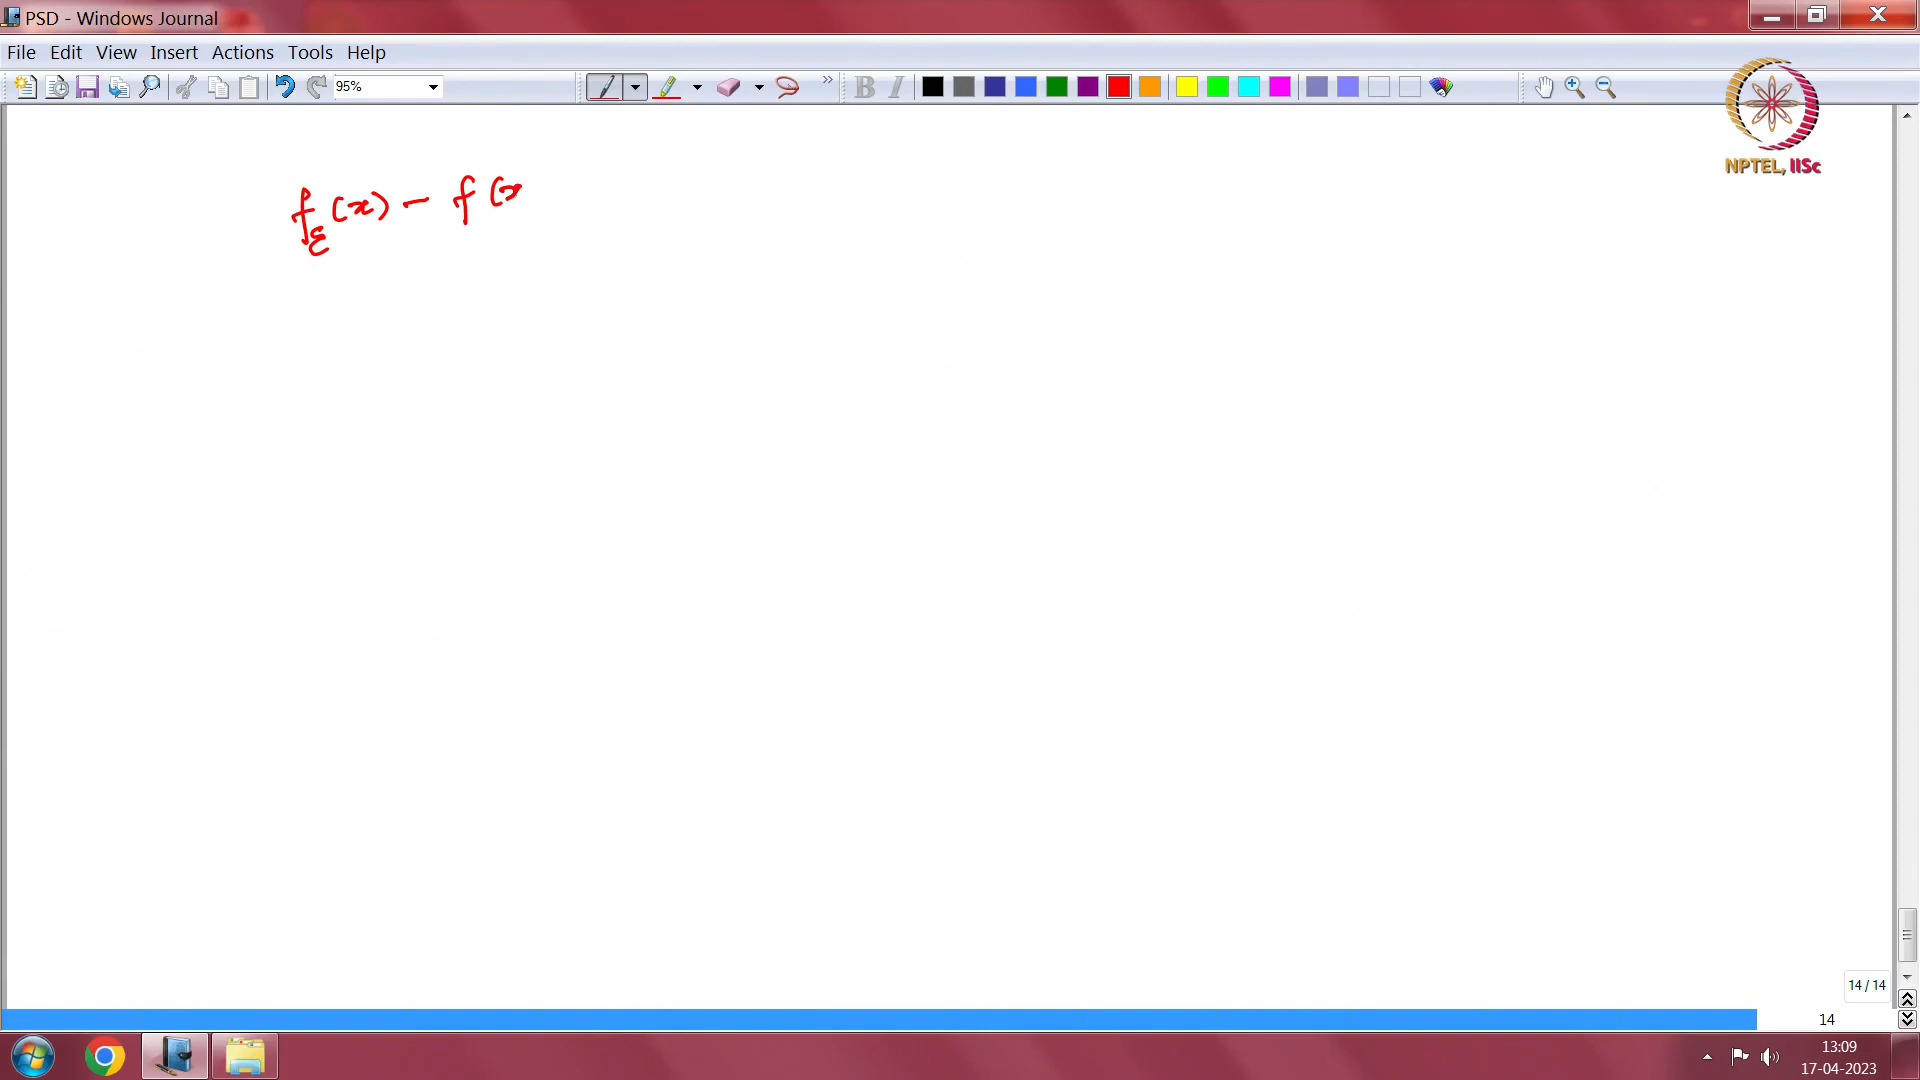 PSD - Windows Journal
File Edit View Insert Actions Tools Help
95%
B I
NPTEL, IISc
f_ε(x) - f(x
14 / 14
14
13:09
17-04-2023